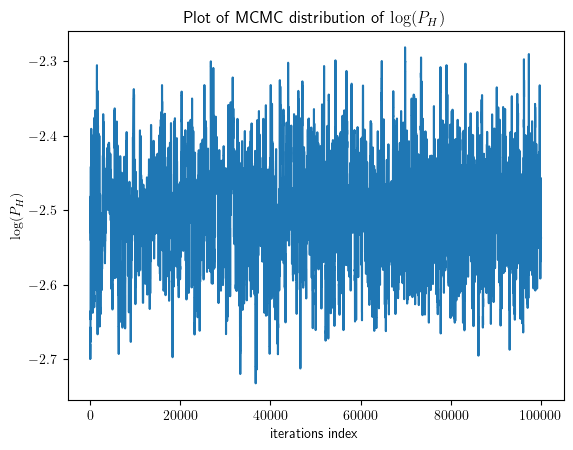 Plot of MCMC distribution of log(P_H)
−2.3
−2.4
−2.5
−2.6
−2.7
log(P_H)
0 20000 40000 60000 80000 100000
iterations index